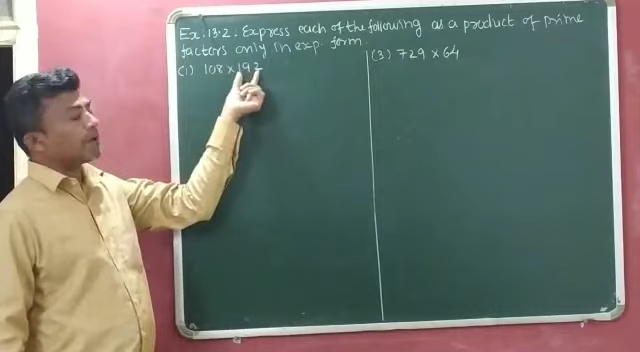 Ex: 13.2. Express each of the following as a product of prime
factors only in exp. form.
(1) 108 × 192
(3) 729 × 64